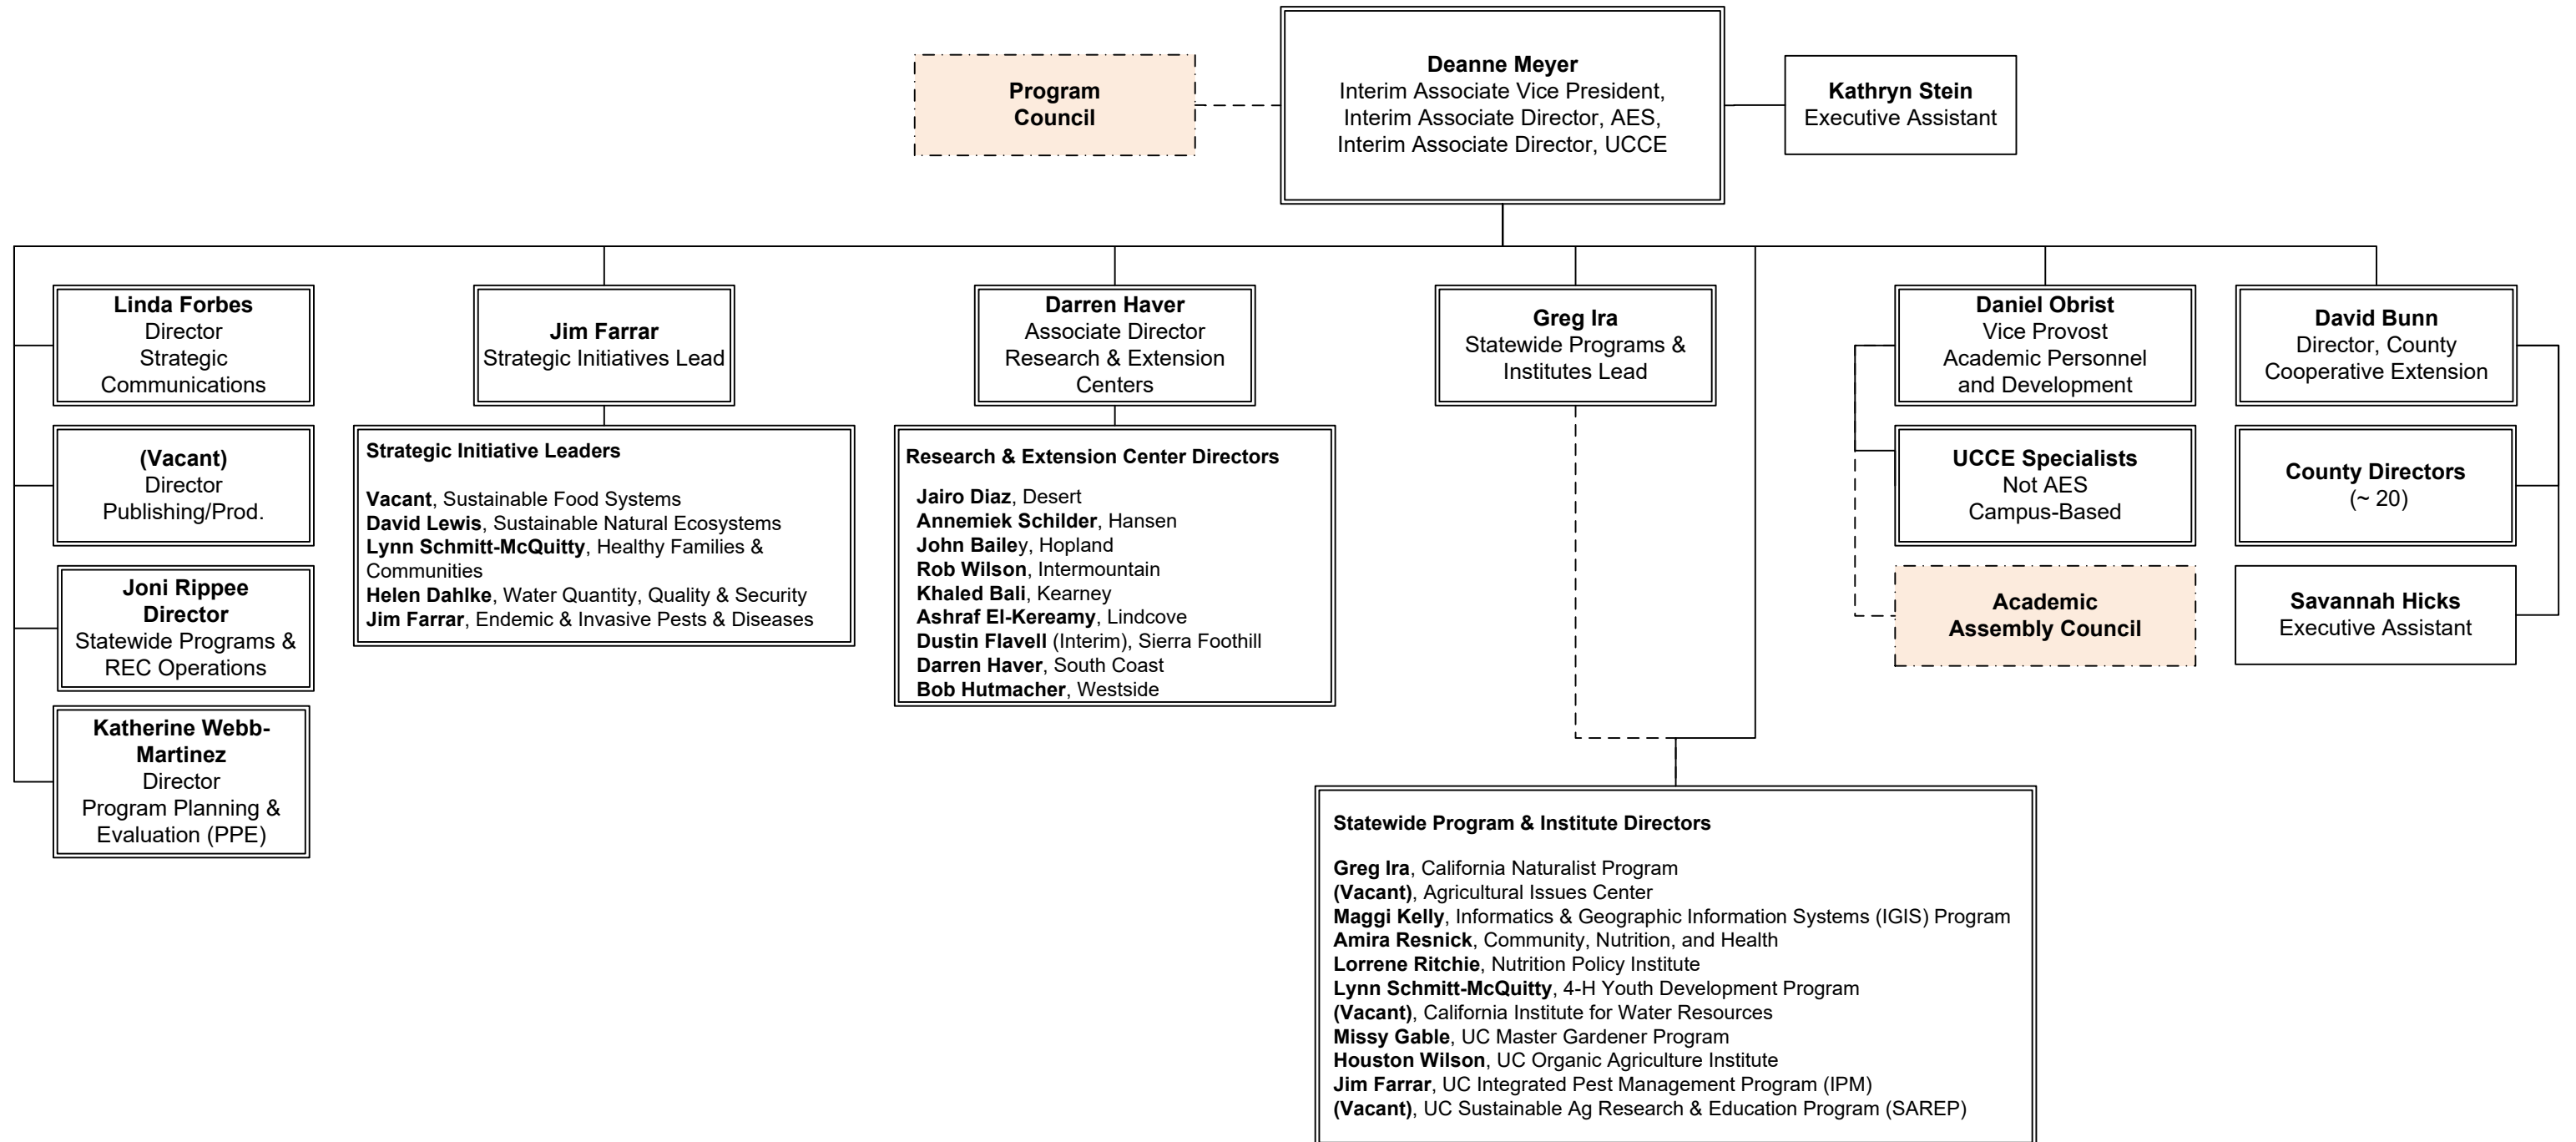 Program
Council
Deanne Meyer
Interim Associate Vice President,
Interim Associate Director, AES,
Interim Associate Director, UCCE
Kathryn Stein
Executive Assistant
Linda Forbes
Director
Strategic
Communications
(Vacant)
Director
Publishing/Prod.
Joni Rippee
Director
Statewide Programs &
REC Operations
Katherine Webb-
Martinez
Director
Program Planning &
Evaluation (PPE)
Jim Farrar
Strategic Initiatives Lead
Strategic Initiative Leaders
Vacant, Sustainable Food Systems
David Lewis, Sustainable Natural Ecosystems
Lynn Schmitt-McQuitty, Healthy Families &
Communities
Helen Dahlke, Water Quantity, Quality & Security
Jim Farrar, Endemic & Invasive Pests & Diseases
Darren Haver
Associate Director
Research & Extension
Centers
Research & Extension Center Directors
Jairo Diaz, Desert
Annemiek Schilder, Hansen
John Bailey, Hopland
Rob Wilson, Intermountain
Khaled Bali, Kearney
Ashraf El-Kereamy, Lindcove
Dustin Flavell (Interim), Sierra Foothill
Darren Haver, South Coast
Bob Hutmacher, Westside
Greg Ira
Statewide Programs &
Institutes Lead
Statewide Program & Institute Directors
Greg Ira, California Naturalist Program
(Vacant), Agricultural Issues Center
Maggi Kelly, Informatics & Geographic Information Systems (IGIS) Program
Amira Resnick, Community, Nutrition, and Health
Lorrene Ritchie, Nutrition Policy Institute
Lynn Schmitt-McQuitty, 4-H Youth Development Program
(Vacant), California Institute for Water Resources
Missy Gable, UC Master Gardener Program
Houston Wilson, UC Organic Agriculture Institute
Jim Farrar, UC Integrated Pest Management Program (IPM)
(Vacant), UC Sustainable Ag Research & Education Program (SAREP)
Daniel Obrist
Vice Provost
Academic Personnel
and Development
UCCE Specialists
Not AES
Campus-Based
Academic
Assembly Council
David Bunn
Director, County
Cooperative Extension
County Directors
(~ 20)
Savannah Hicks
Executive Assistant